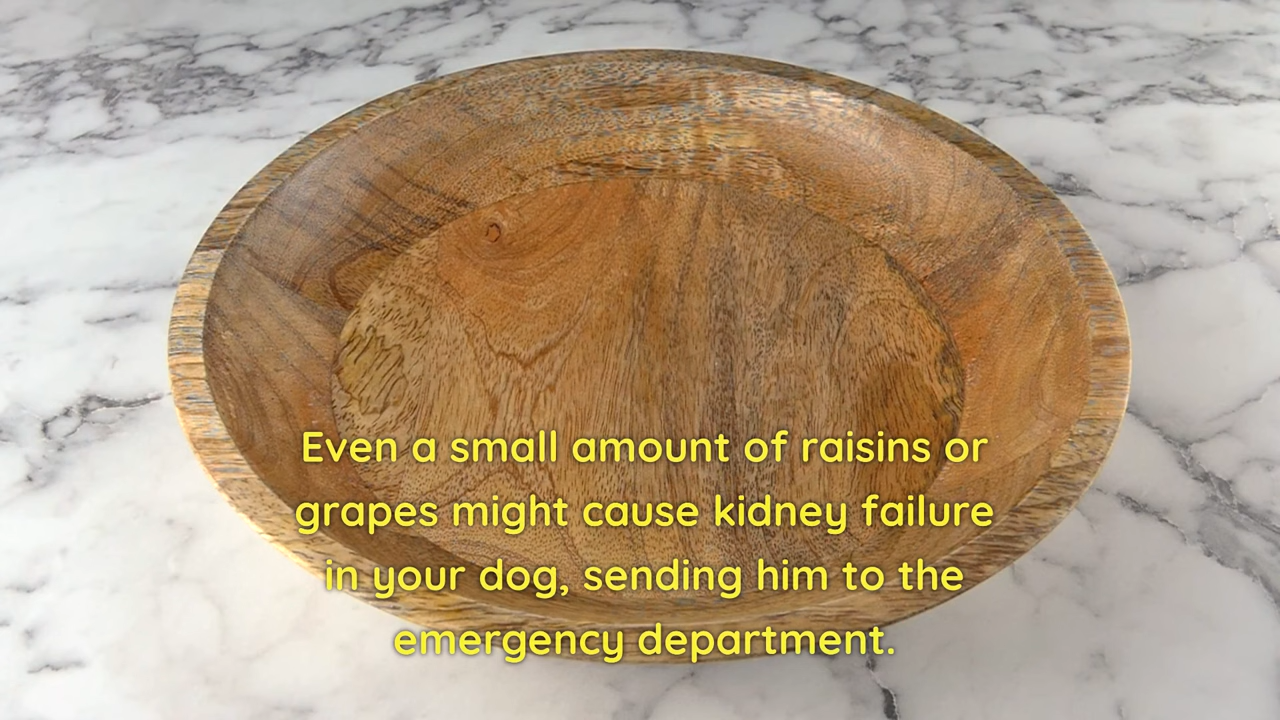 Even a small amount of raisins or
grapes might cause kidney failure
in your dog, sending him to the
emergency department.